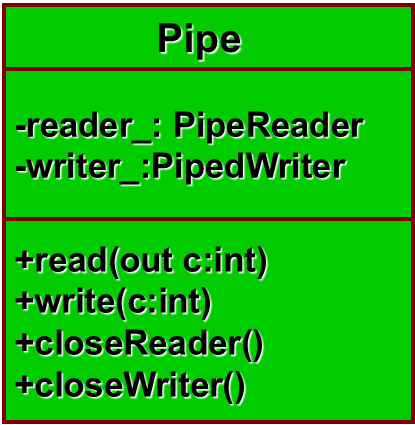 Pipe
-reader_: PipeReader
-writer_:PipedWriter
+read(out c:int)
+write(c:int)
+closeReader()
+closeWriter()